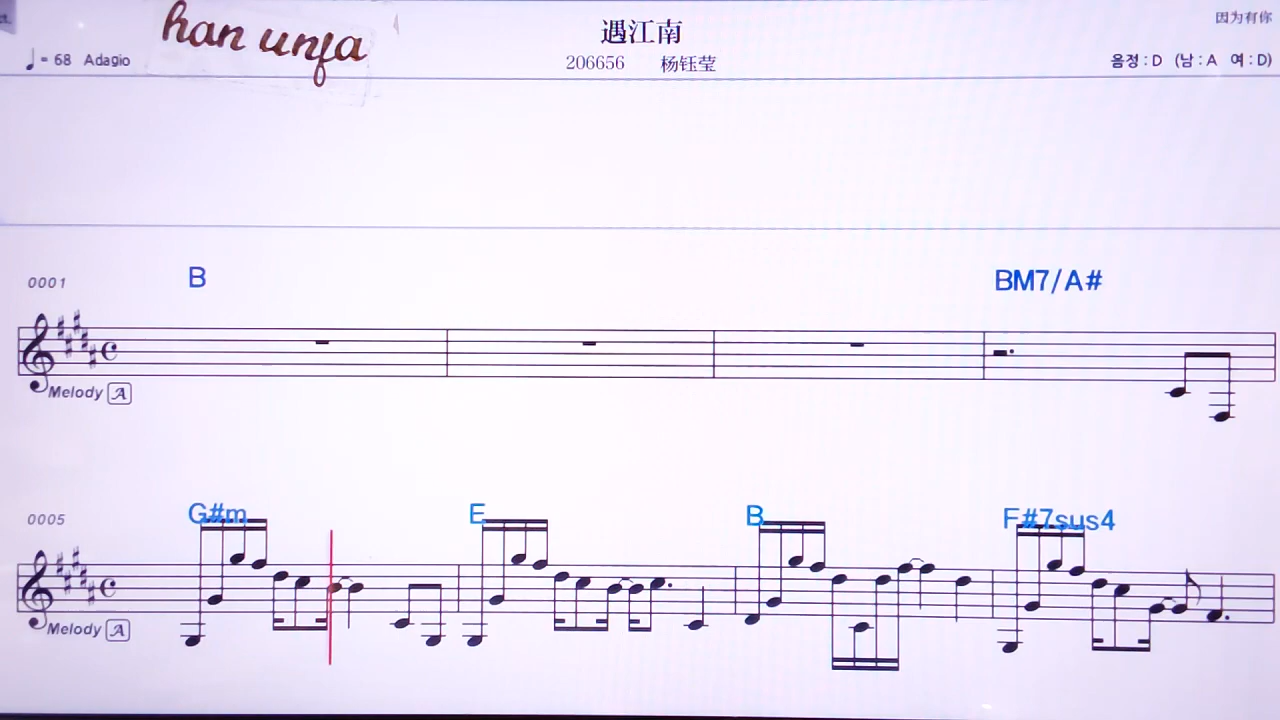 han unfa
遇江南
因为有你
♩= 68 Adagio
206656 杨钰莹
음정 : D (남 : A 여 : D)
0001 B BM7/A#
Melody A
0005 G#m E B F#7sus4
Melody A